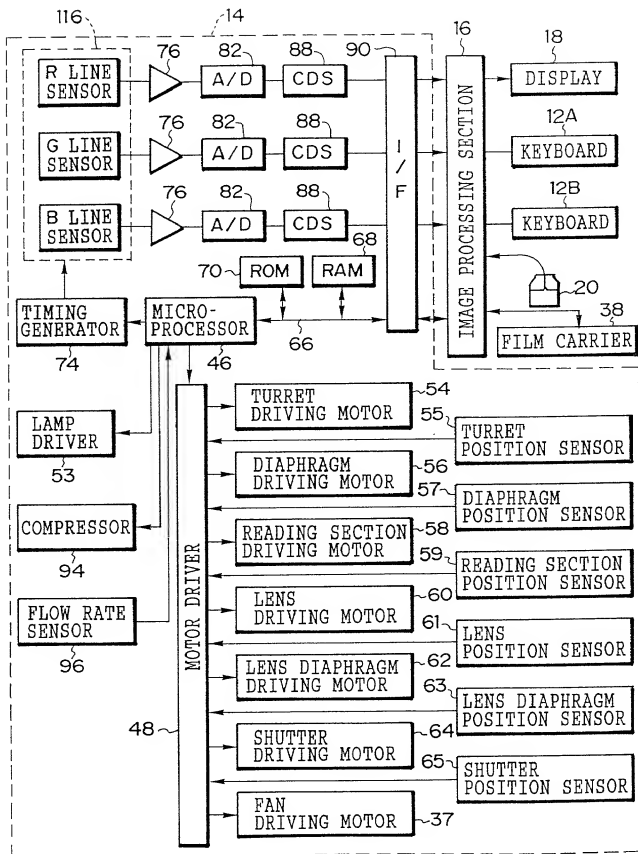 116
14
76
82
88
90
16
18
R LINE
SENSOR
A/D
CDS
DISPLAY
76
82
88
12A
G LINE
SENSOR
A/D
CDS
I/F
IMAGE PROCESSING SECTION
KEYBOARD
76
82
88
12B
B LINE
SENSOR
A/D
CDS
KEYBOARD
68
70
ROM
RAM
20
TIMING
GENERATOR
MICRO-
PROCESSOR
38
74
46
66
FILM CARRIER
TURRET
DRIVING MOTOR
54
55
LAMP
DRIVER
TURRET
POSITION SENSOR
53
DIAPHRAGM
DRIVING MOTOR
56
57
COMPRESSOR
DIAPHRAGM
POSITION SENSOR
94
READING SECTION
DRIVING MOTOR
58
59
READING SECTION
POSITION SENSOR
FLOW RATE
SENSOR
LENS
DRIVING MOTOR
60
61
96
MOTOR DRIVER
LENS
POSITION SENSOR
LENS DIAPHRAGM
DRIVING MOTOR
62
63
LENS DIAPHRAGM
POSITION SENSOR
48
SHUTTER
DRIVING MOTOR
64
65
SHUTTER
POSITION SENSOR
FAN
DRIVING MOTOR
37